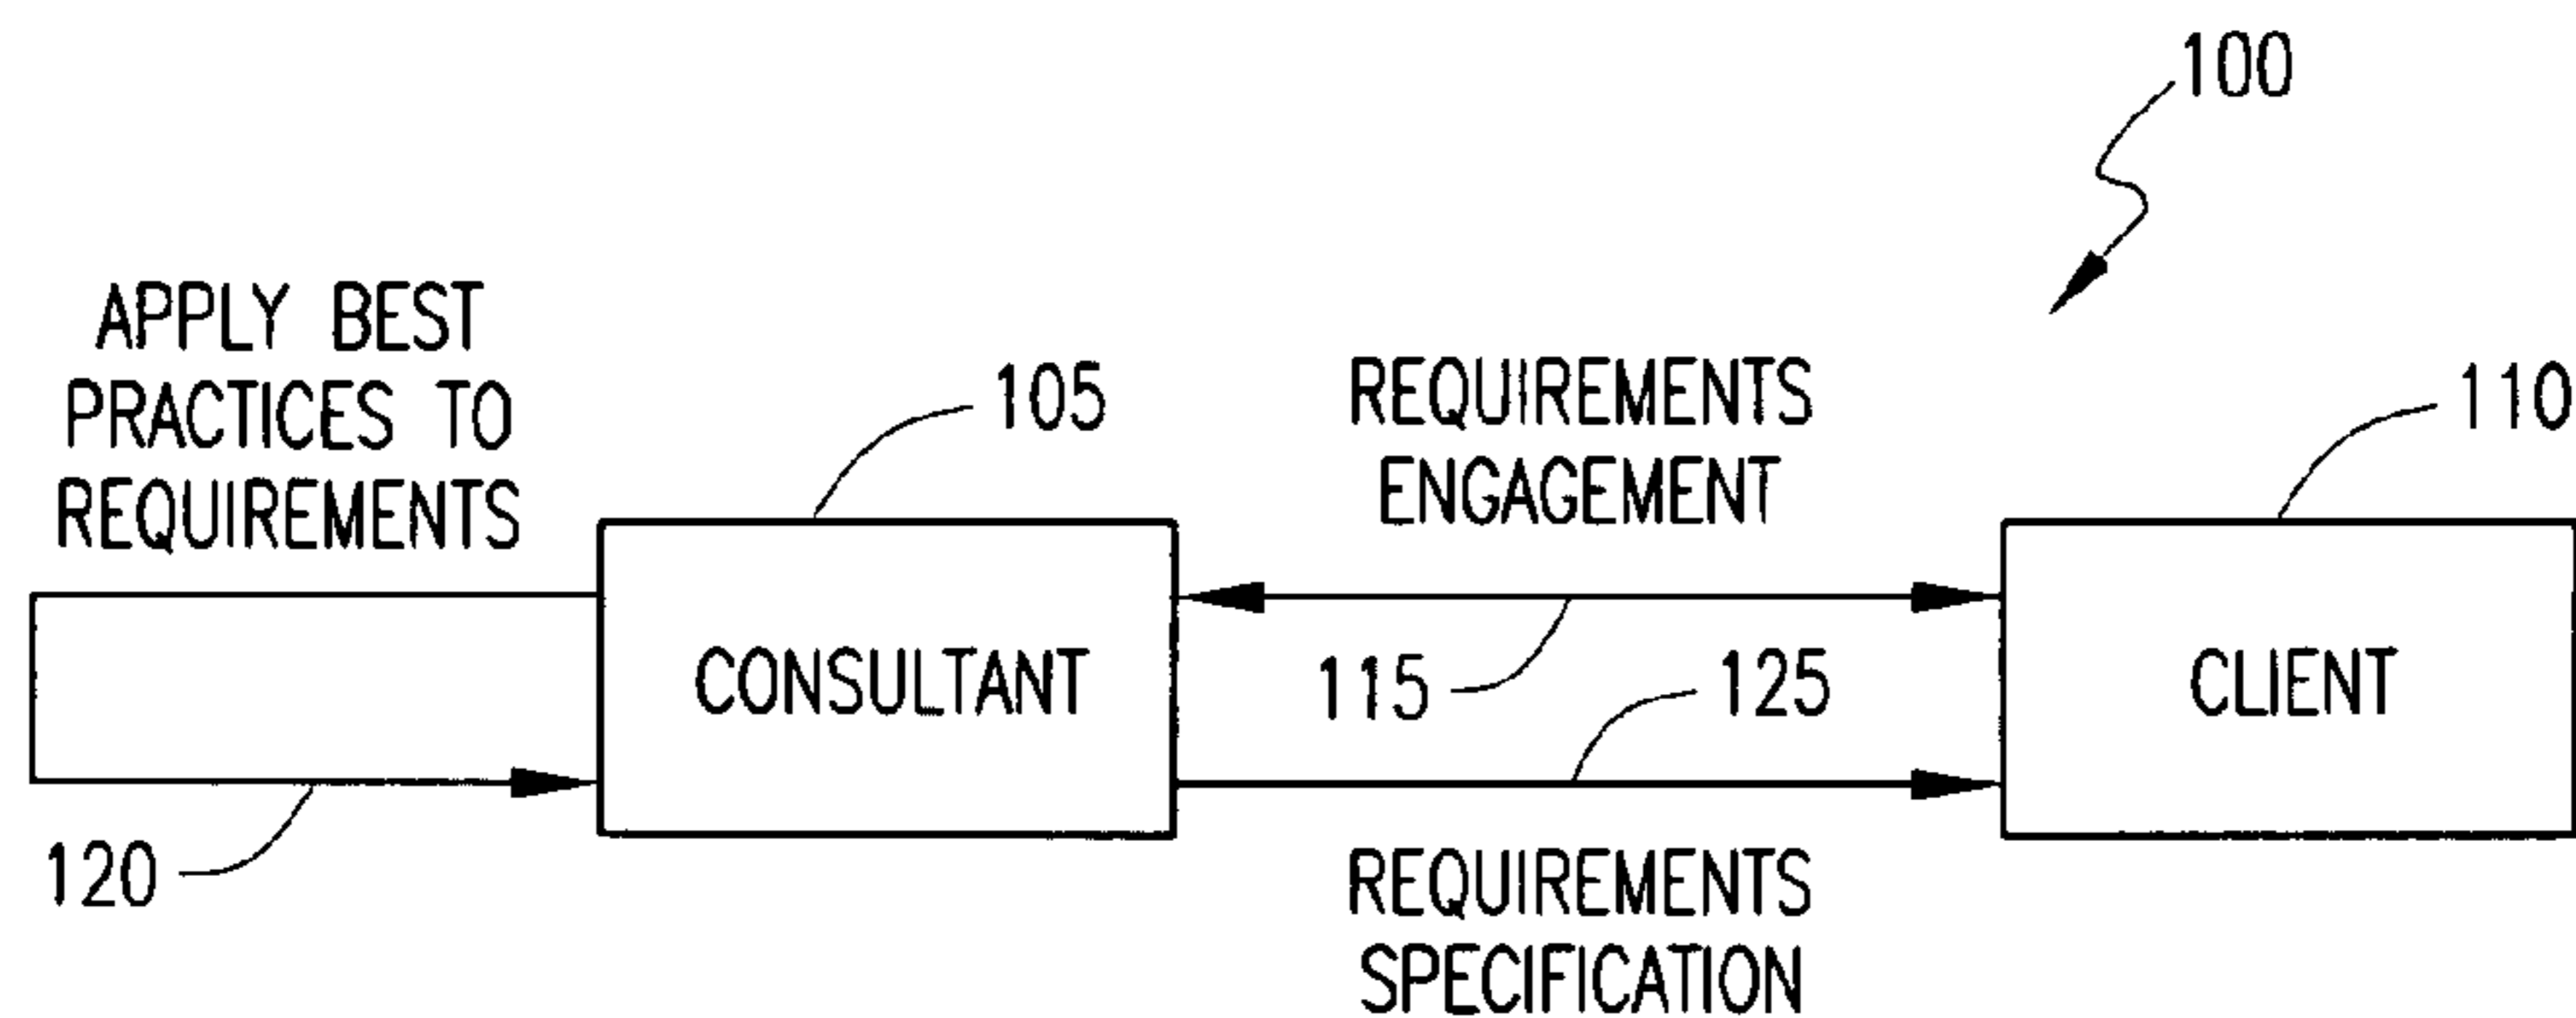 100
APPLY BEST
PRACTICES TO
REQUIREMENTS
105
REQUIREMENTS
ENGAGEMENT
110
CONSULTANT
115
125
CLIENT
120
REQUIREMENTS
SPECIFICATION